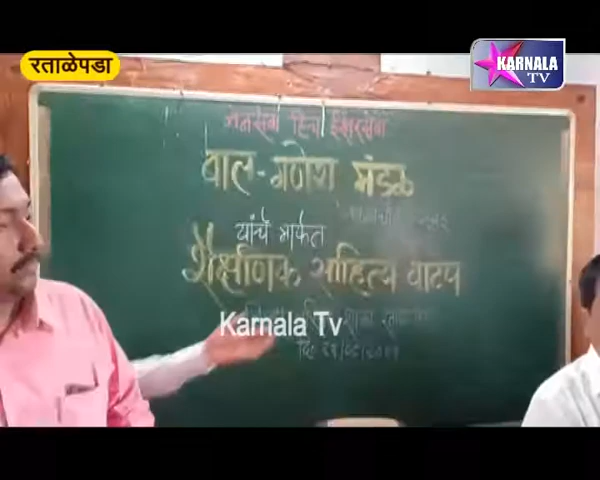 रताळेपडा
KARNALA
TV
जनसेवा हिच ईश्वरसेवा
बाल-गणेश मंडळ
यांचे मार्फत
शैक्षणिक साहित्य वाटप
Karnala Tv
दि: